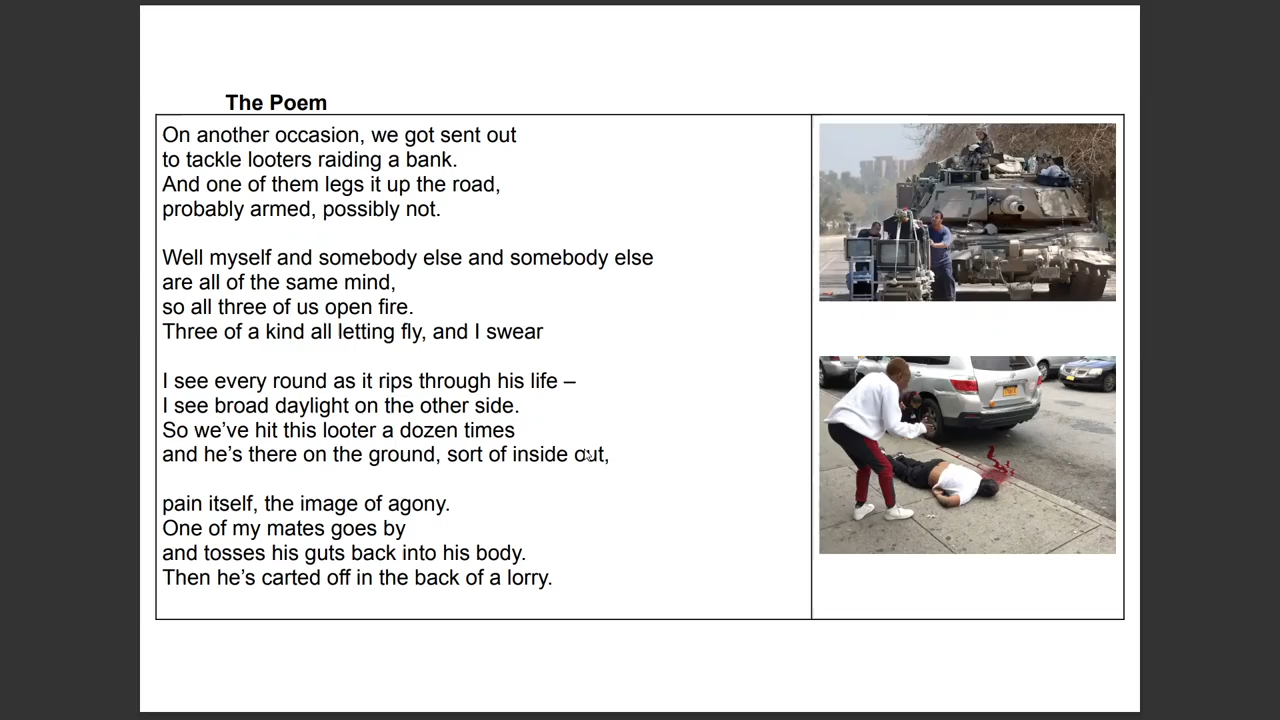 The Poem
On another occasion, we got sent out
to tackle looters raiding a bank.
And one of them legs it up the road,
probably armed, possibly not.
Well myself and somebody else and somebody else
are all of the same mind,
so all three of us open fire.
Three of a kind all letting fly, and I swear
I see every round as it rips through his life –
I see broad daylight on the other side.
So we’ve hit this looter a dozen times
and he’s there on the ground, sort of inside out,
pain itself, the image of agony.
One of my mates goes by
and tosses his guts back into his body.
Then he’s carted off in the back of a lorry.